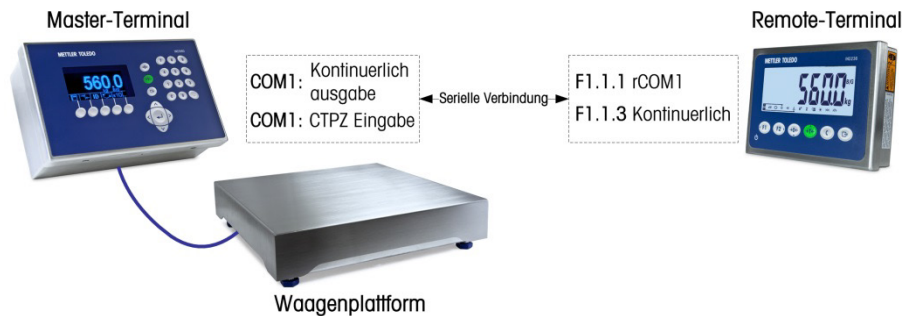 Master-Terminal
Remote-Terminal
METTLER TOLEDO
560.0
COM1: Kontinuerlich
ausgabe
COM1: CTPZ Eingabe
Serielle Verbindung
F1.1.1 rCOM1
F1.1.3 Kontinuerlich
METTLER TOLEDO
560.0 kg
Waagenplattform